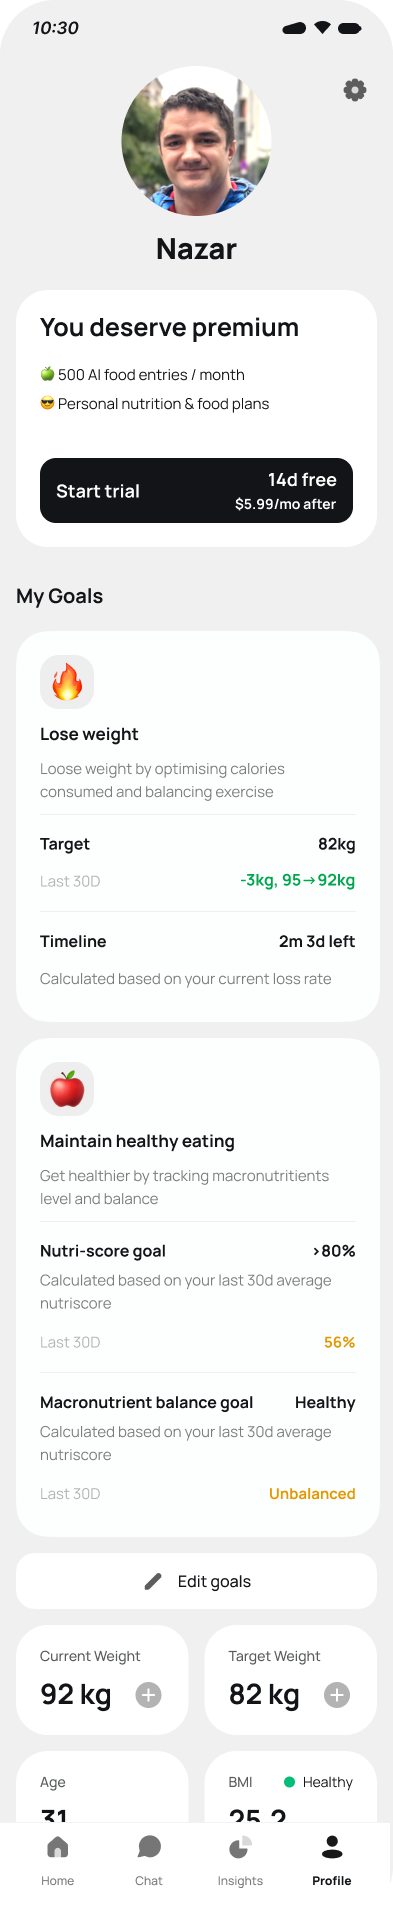 10:30
Nazar
You deserve premium
🍏 500 AI food entries / month
😎 Personal nutrition & food plans
Start trial 14d free
$5.99/mo after
My Goals
Lose weight
Loose weight by optimising calories
consumed and balancing exercise
Target 82kg
Last 30D -3kg, 95→92kg
Timeline 2m 3d left
Calculated based on your current loss rate
Maintain healthy eating
Get healthier by tracking macronutritients
level and balance
Nutri-score goal >80%
Calculated based on your last 30d average
nutriscore
Last 30D 56%
Macronutrient balance goal Healthy
Calculated based on your last 30d average
nutriscore
Last 30D Unbalanced
Edit goals
Current Weight Target Weight
92 kg 82 kg
Age BMI Healthy
31 25.2
Home Chat Insights Profile